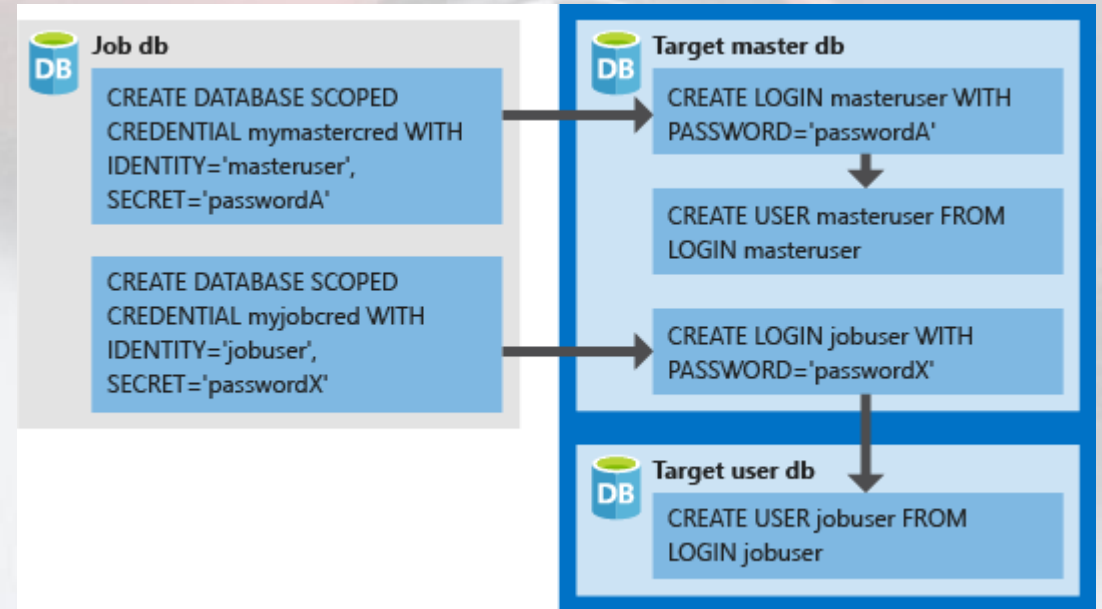 DB
Job db
CREATE DATABASE SCOPED
CREDENTIAL mymastercred WITH
IDENTITY='masteruser',
SECRET='passwordA'
CREATE DATABASE SCOPED
CREDENTIAL myjobcred WITH
IDENTITY='jobuser',
SECRET='passwordX'
DB
Target master db
CREATE LOGIN masteruser WITH
PASSWORD='passwordA'
CREATE USER masteruser FROM
LOGIN masteruser
CREATE LOGIN jobuser WITH
PASSWORD='passwordX'
DB
Target user db
CREATE USER jobuser FROM
LOGIN jobuser